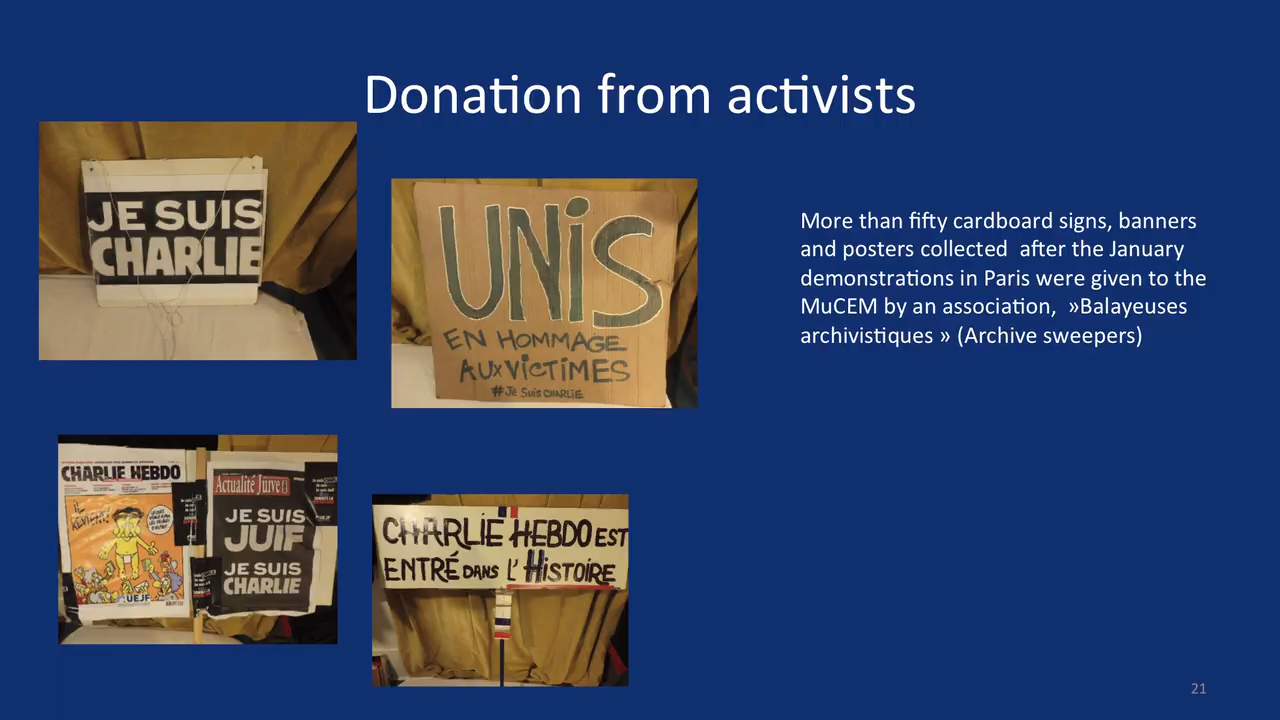 Donation from activists
JE SUIS
CHARLIE
UNiS
EN HOMMAGE
AUX ViCTiMES
#JE SUiS CHARLiE
More than fifty cardboard signs, banners
and posters collected after the January
demonstrations in Paris were given to the
MuCEM by an association, »Balayeuses
archivistiques » (Archive sweepers)
CHARLIE HEBDO
iL
REViENT!
UEJF
Actualité Juive
JE SUIS
JUIF
JE SUIS
CHARLIE
CHARLiE HEBDO EST
ENTRÉ DANS L'HiSTOiRE
21